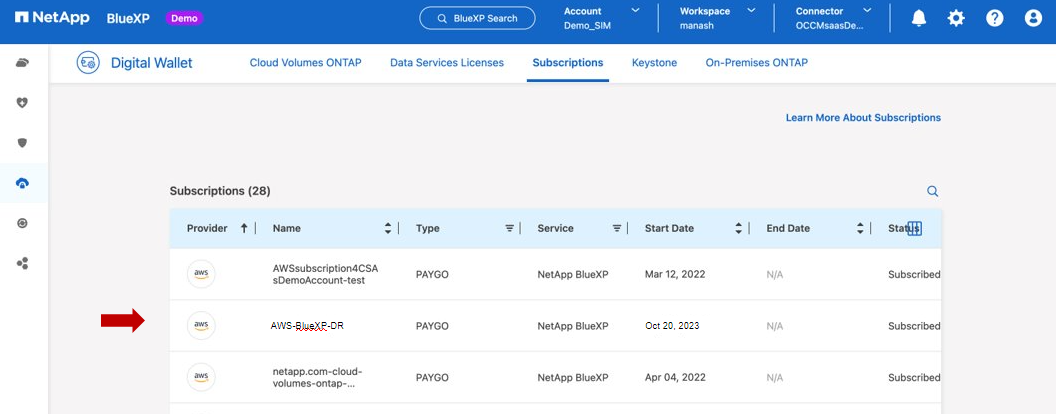 NetApp BlueXP Demo BlueXP Search Account Workspace Connector
Demo_SIM manash OCCMsaasDe...
Digital Wallet Cloud Volumes ONTAP Data Services Licenses Subscriptions Keystone On-Premises ONTAP
Learn More About Subscriptions
Subscriptions (28)
Provider Name Type Service Start Date End Date Status
aws AWSsubscription4CSA PAYGO NetApp BlueXP Mar 12, 2022 N/A Subscribed
sDemoAccount-test
aws AWS-BlueXP-DR PAYGO NetApp BlueXP Oct 20, 2023 N/A Subscribed
aws netapp.com-cloud- PAYGO NetApp BlueXP Apr 04, 2022 N/A Subscribed
volumes-ontap-...